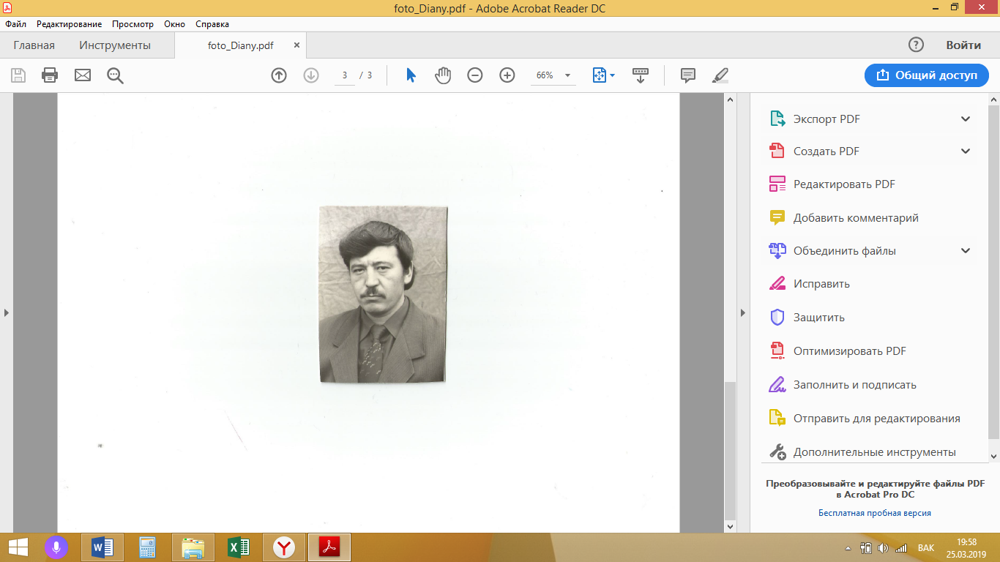 foto_Diany.pdf - Adobe Acrobat Reader DC
Файл Редактирование Просмотр Окно Справка
Главная Инструменты foto_Diany.pdf × ? Войти
3 / 3 66% Общий доступ
Экспорт PDF
Создать PDF
Редактировать PDF
Добавить комментарий
Объединить файлы
Исправить
Защитить
Оптимизировать PDF
Заполнить и подписать
Отправить для редактирования
Дополнительные инструменты
Преобразовывайте и редактируйте файлы PDF
в Acrobat Pro DC
Бесплатная пробная версия
ВАК
19:58
25.03.2019